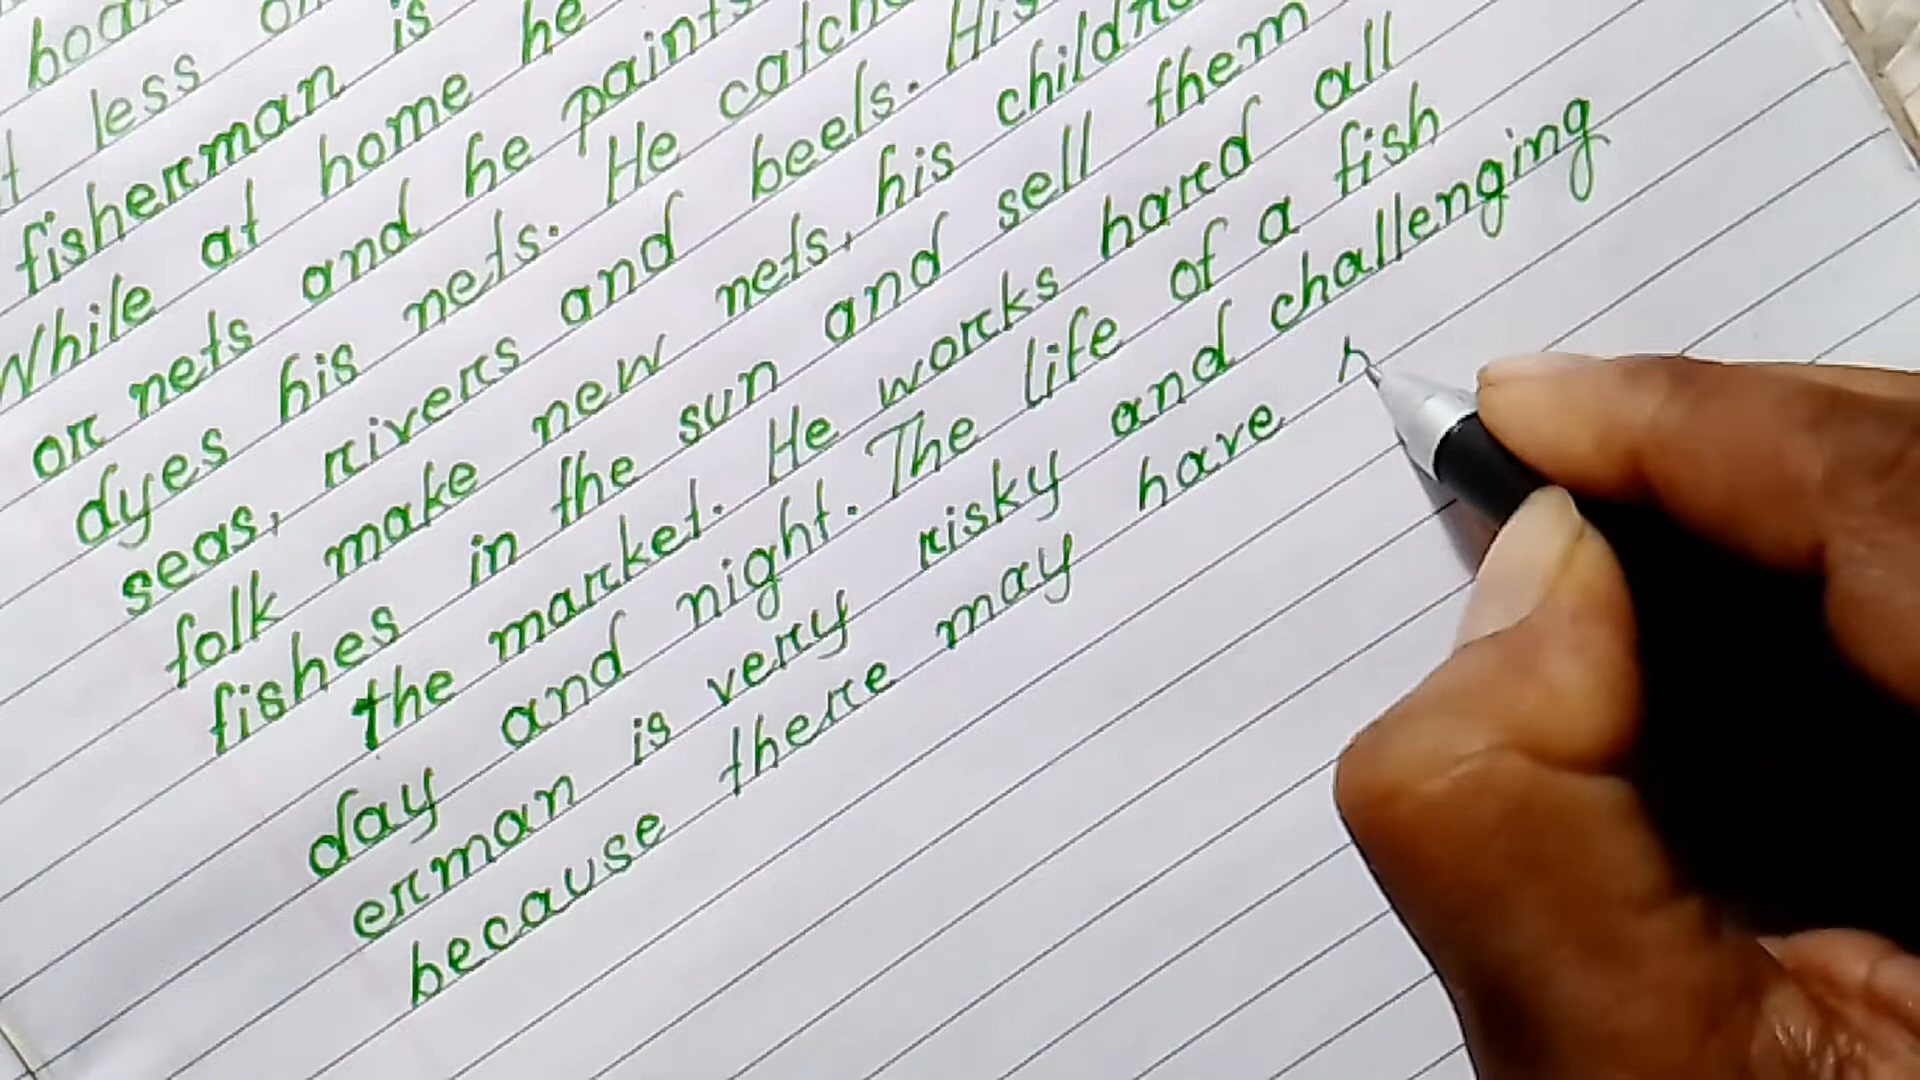 less
fisherman is
While at home he
or nets and he paints
dyes his nets. He catch
seas, rivers and beels. His
folk make new nets, his children
fishes in the sun and sell them
the market. He works hard all
day and night. The life of a fish
erman is very risky and challenging
because there may have